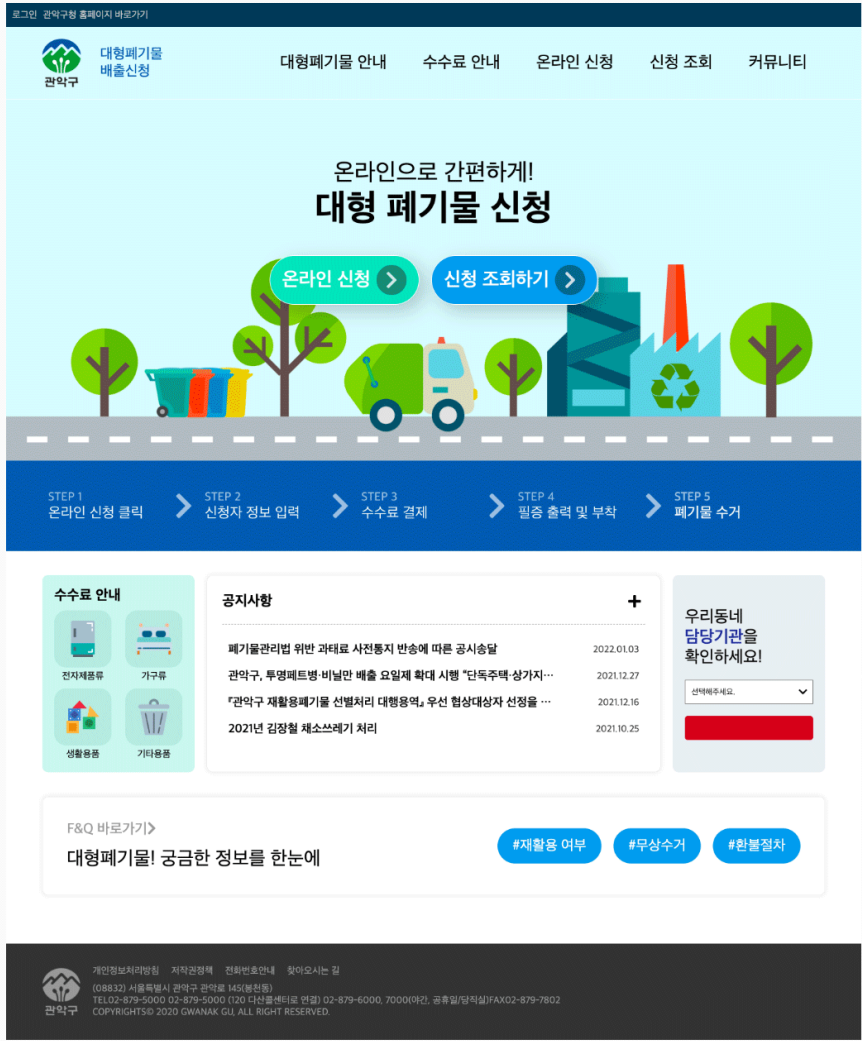 로그인 관악구청 홈페이지 바로가기
관악구
대형폐기물
배출신청
대형폐기물 안내 수수료 안내 온라인 신청 신청 조회 커뮤니티
온라인으로 간편하게!
대형 폐기물 신청
온라인 신청 신청 조회하기
STEP 1
온라인 신청 클릭
STEP 2
신청자 정보 입력
STEP 3
수수료 결제
STEP 4
필증 출력 및 부착
STEP 5
폐기물 수거
수수료 안내
전자제품류 가구류
생활용품 기타용품
공지사항 +
폐기물관리법 위반 과태료 사전통지 반송에 따른 공시송달 2022.01.03
관악구, 투명페트병·비닐만 배출 요일제 확대 시행 "단독주택·상가지… 2021.12.27
『관악구 재활용폐기물 선별처리 대행용역』 우선 협상대상자 선정을 … 2021.12.16
2021년 김장철 채소쓰레기 처리 2021.10.25
우리동네
담당기관을
확인하세요!
선택해주세요.
F&Q 바로가기
대형폐기물! 궁금한 정보를 한눈에
#재활용 여부 #무상수거 #환불절차
관악구
개인정보처리방침 저작권정책 전화번호안내 찾아오시는 길
(08832) 서울특별시 관악구 관악로 145(봉천동)
TEL02-879-5000 02-879-5000 (120 다산콜센터로 연결) 02-879-6000, 7000(야간, 공휴일/당직실)FAX02-879-7802
COPYRIGHTS© 2020 GWANAK GU, ALL RIGHT RESERVED.